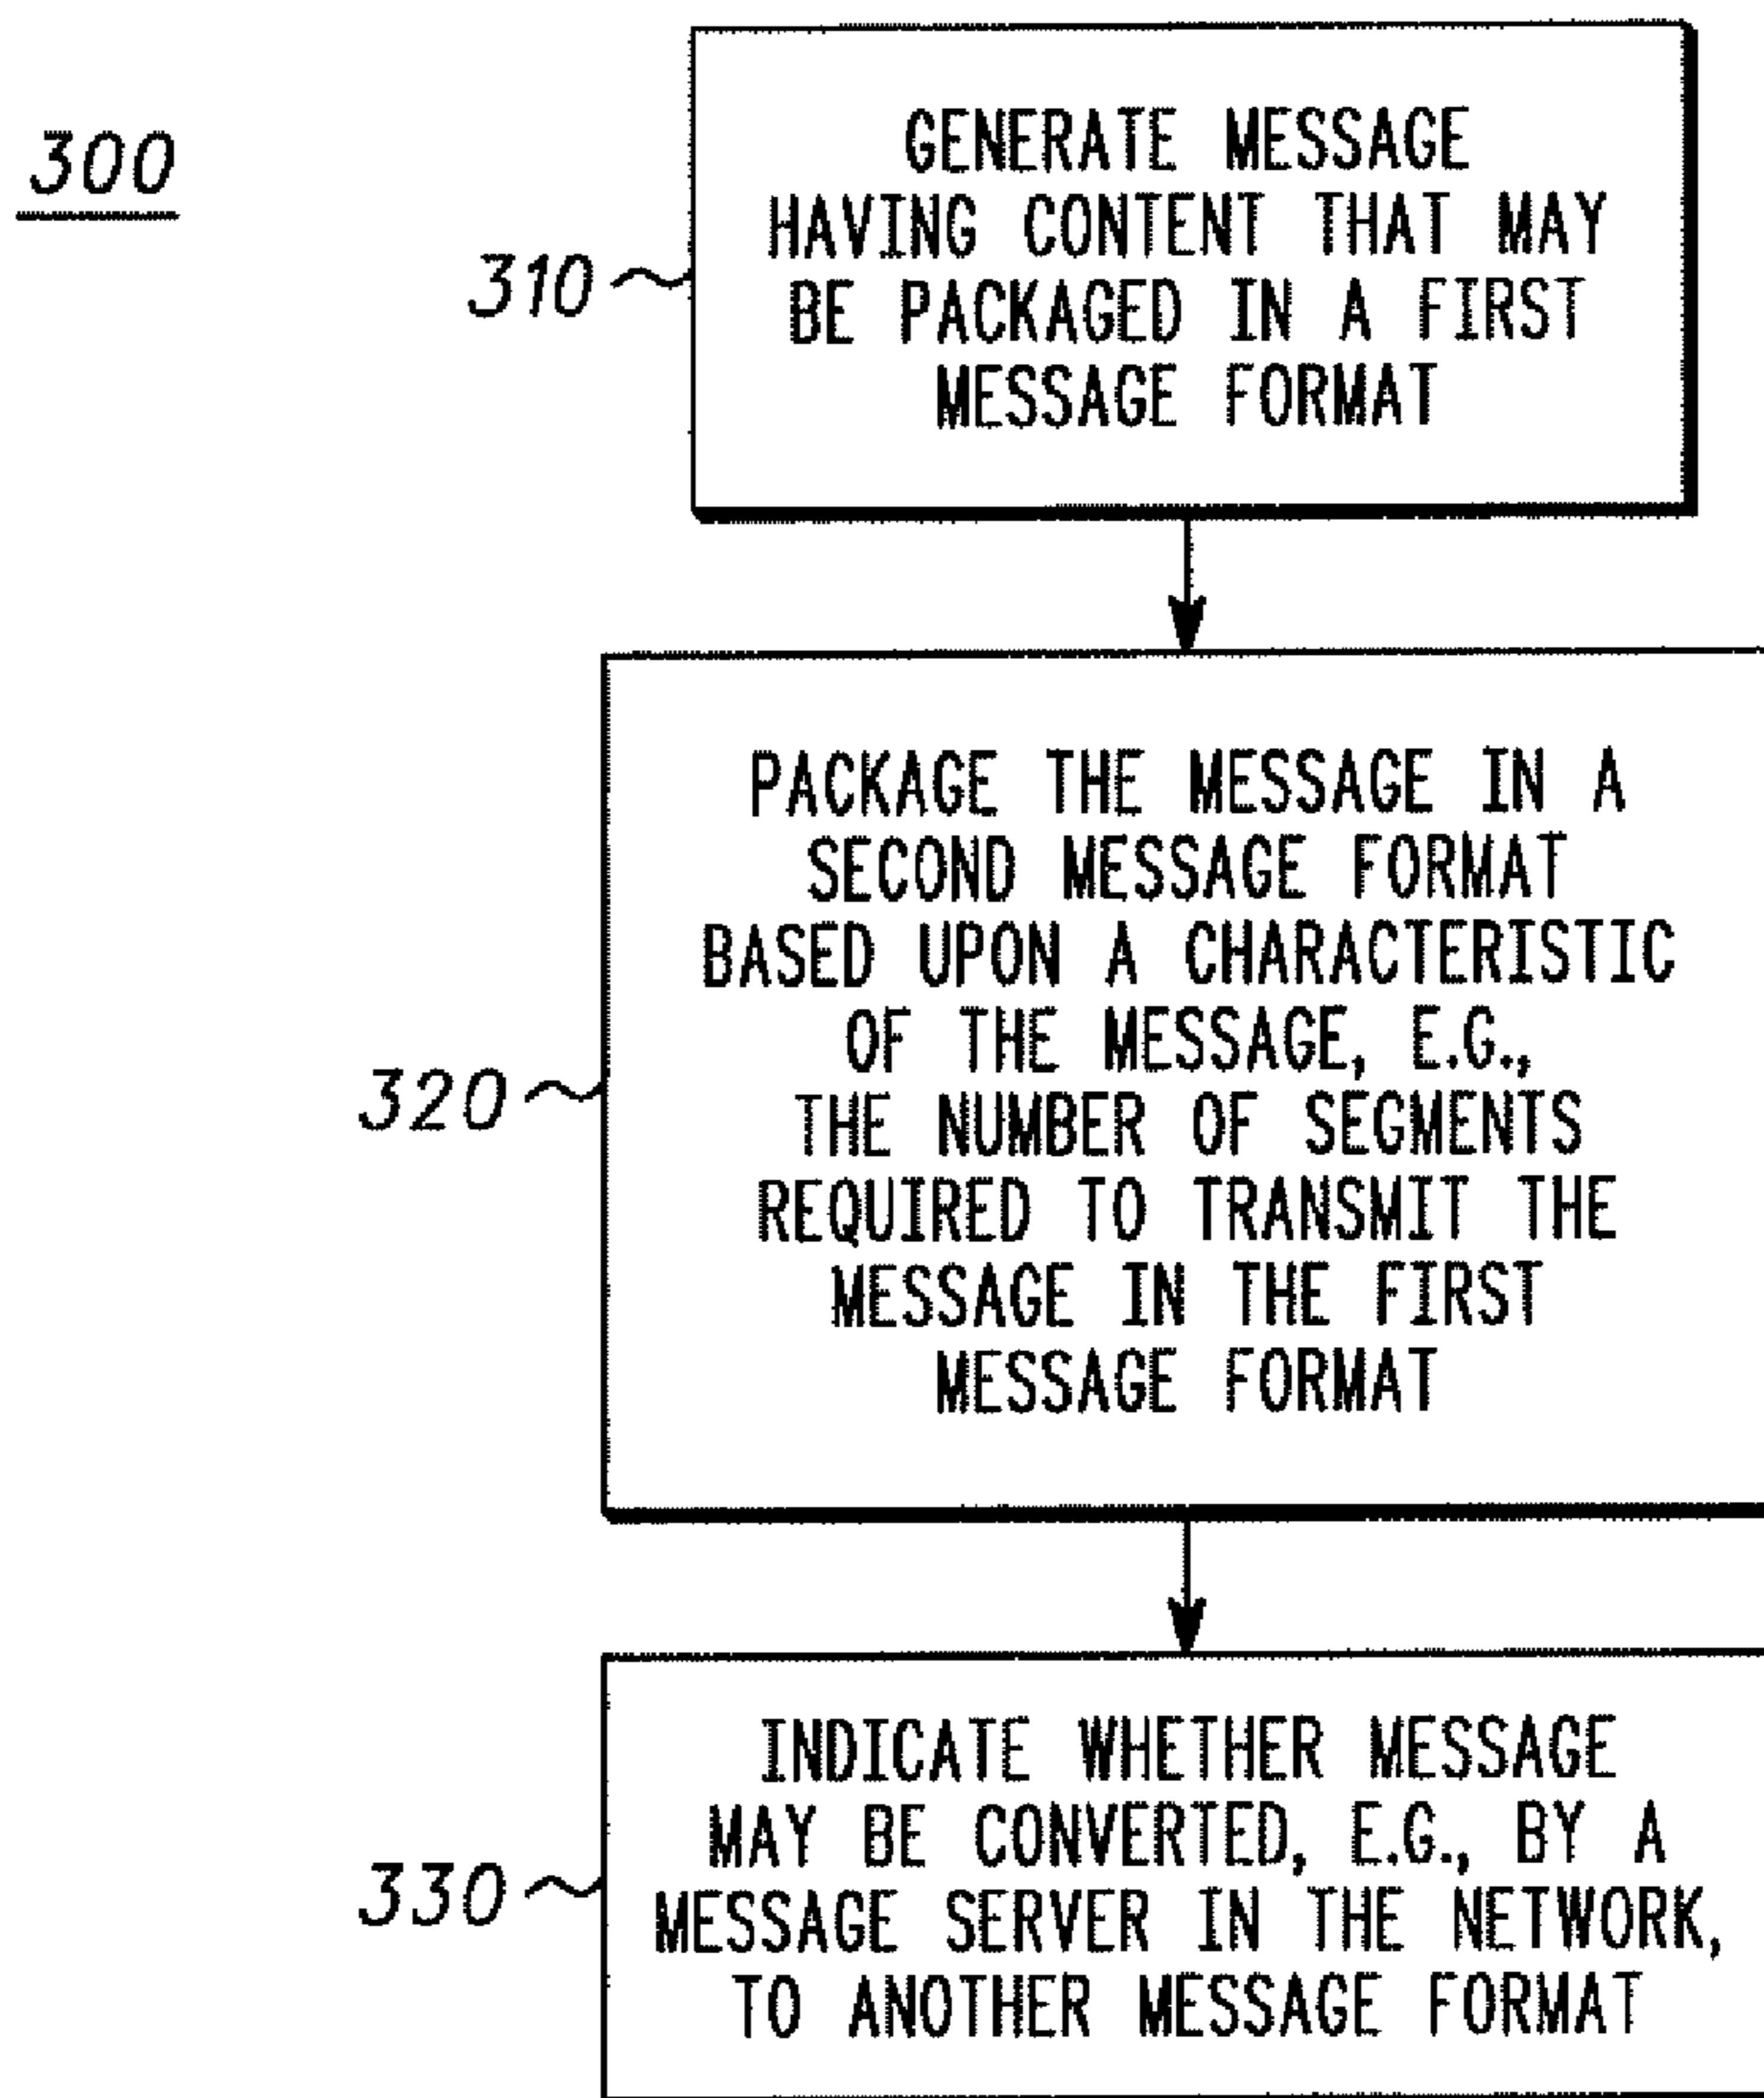 300
310
GENERATE MESSAGE
HAVING CONTENT THAT MAY
BE PACKAGED IN A FIRST
MESSAGE FORMAT
320
PACKAGE THE MESSAGE IN A
SECOND MESSAGE FORMAT
BASED UPON A CHARACTERISTIC
OF THE MESSAGE, E.G.,
THE NUMBER OF SEGMENTS
REQUIRED TO TRANSMIT THE
MESSAGE IN THE FIRST
MESSAGE FORMAT
330
INDICATE WHETHER MESSAGE
MAY BE CONVERTED, E.G., BY A
MESSAGE SERVER IN THE NETWORK,
TO ANOTHER MESSAGE FORMAT